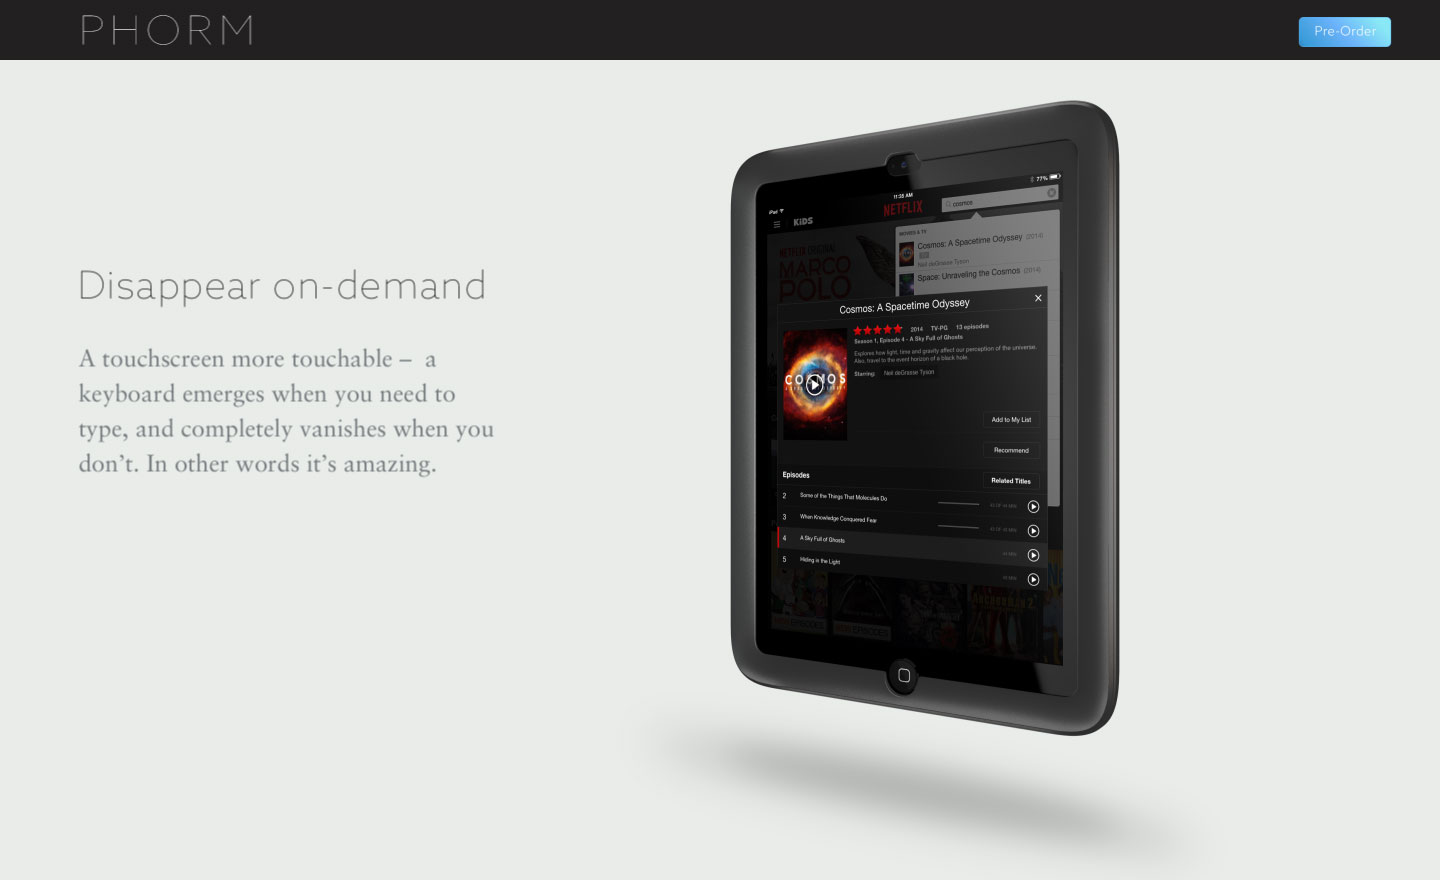 PHORM
Pre-Order
Disappear on-demand
A touchscreen more touchable – a
keyboard emerges when you need to
type, and completely vanishes when you
don’t. In other words it’s amazing.
iPad
11:35 AM
77%
KiDS
NETFLIX
cosmos
MOVIES & TV
Cosmos: A Spacetime Odyssey (2014)
Neil deGrasse Tyson
Space: Unraveling the Cosmos (2014)
NETFLIX ORIGINAL
MARCO
POLO
Cosmos: A Spacetime Odyssey
2014 TV-PG 13 episodes
Season 1, Episode 4 - A Sky Full of Ghosts
Explores how light, time and gravity affect our perception of the universe.
Also, travel to the event horizon of a black hole.
Starring: Neil deGrasse Tyson
COSMOS
Add to My List
Recommend
Episodes
Related Titles
2 Some of the Things That Molecules Do
3 When Knowledge Conquered Fear
4 A Sky Full of Ghosts
5 Hiding in the Light
EPISODES
EPISODES